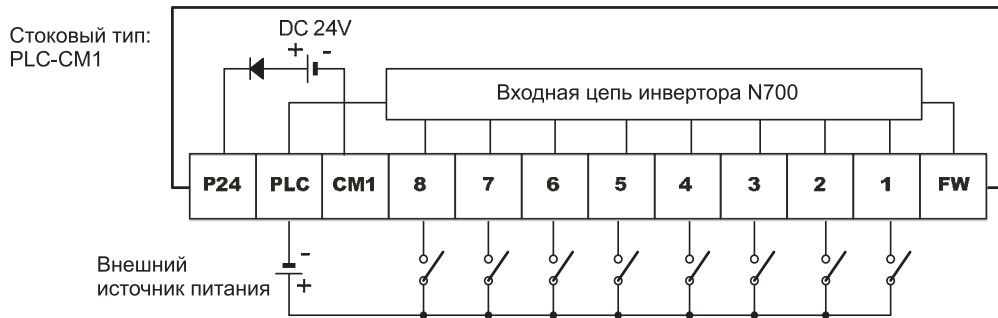 Стоковый тип:
PLC-CM1
DC 24V
+ -
Входная цепь инвертора N700
P24 PLC CM1 8 7 6 5 4 3 2 1 FW
Внешний
источник питания
-
+